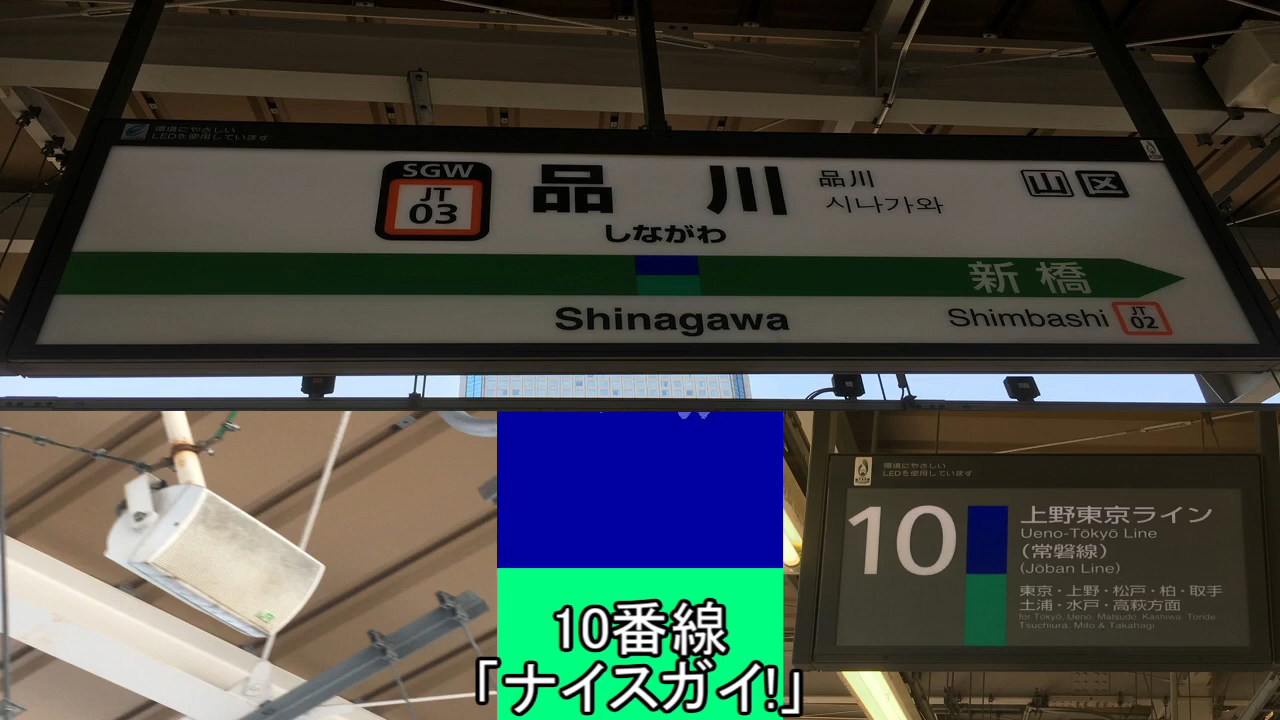 環境にやさしい
LEDを使用しています
SGW
JT
03
品川
しながわ
品川
시나가와
山 区
新橋
Shinagawa
Shimbashi
JT
02
環境にやさしい
LEDを使用しています
10
上野東京ライン
Ueno-Tōkyō Line
(常磐線)
(Jōban Line)
東京・上野・松戸・柏・取手
土浦・水戸・高萩方面
for Tōkyō, Ueno, Matsudo, Kashiwa, Toride
Tsuchiura, Mito & Takahagi
10番線
「ナイスガイ!」